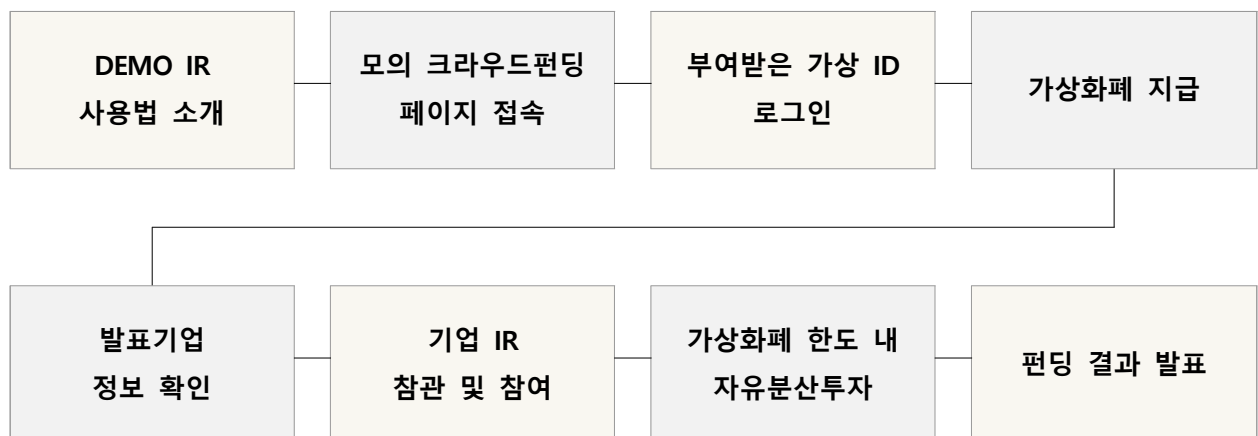 DEMO IR
사용법 소개
모의 크라우드펀딩
페이지 접속
부여받은 가상 ID
로그인
가상화폐 지급
발표기업
정보 확인
기업 IR
참관 및 참여
가상화폐 한도 내
자유분산투자
펀딩 결과 발표